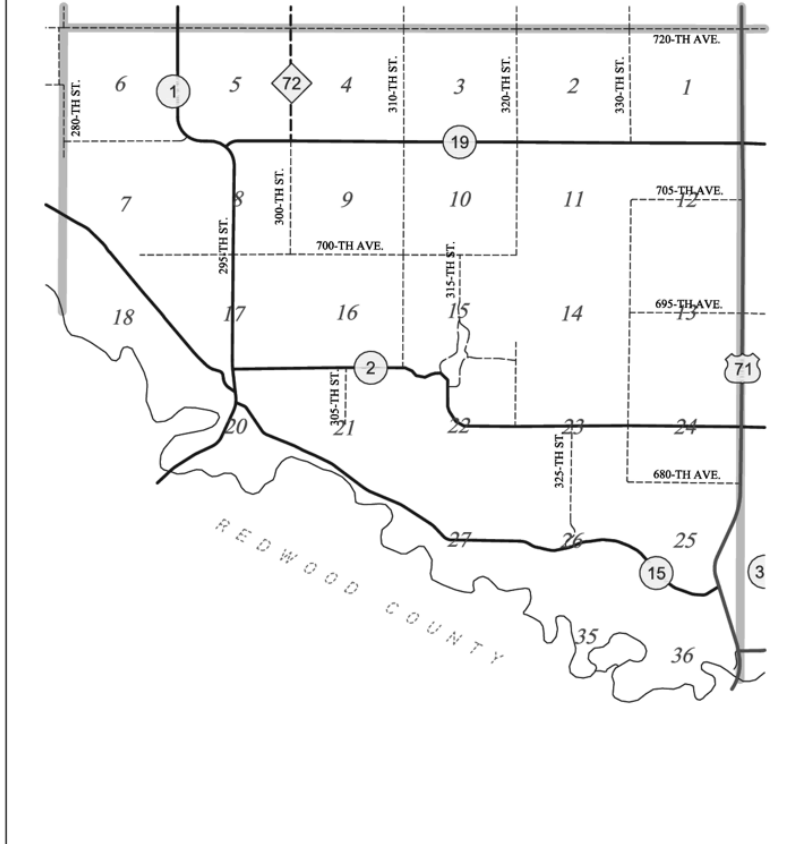 720-TH AVE.
6
1
5
72
4
310-TH ST.
3
320-TH ST.
2
330-TH ST.
1
280-TH ST.
19
7
8
300-TH ST.
9
10
11
705-TH AVE.
12
295-TH ST.
700-TH AVE.
315-TH ST.
18
17
16
15
14
695-TH AVE.
13
2
71
305-TH ST.
20
21
22
23
24
325-TH ST.
680-TH AVE.
27
26
25
15
3
REDWOOD COUNTY
35
36